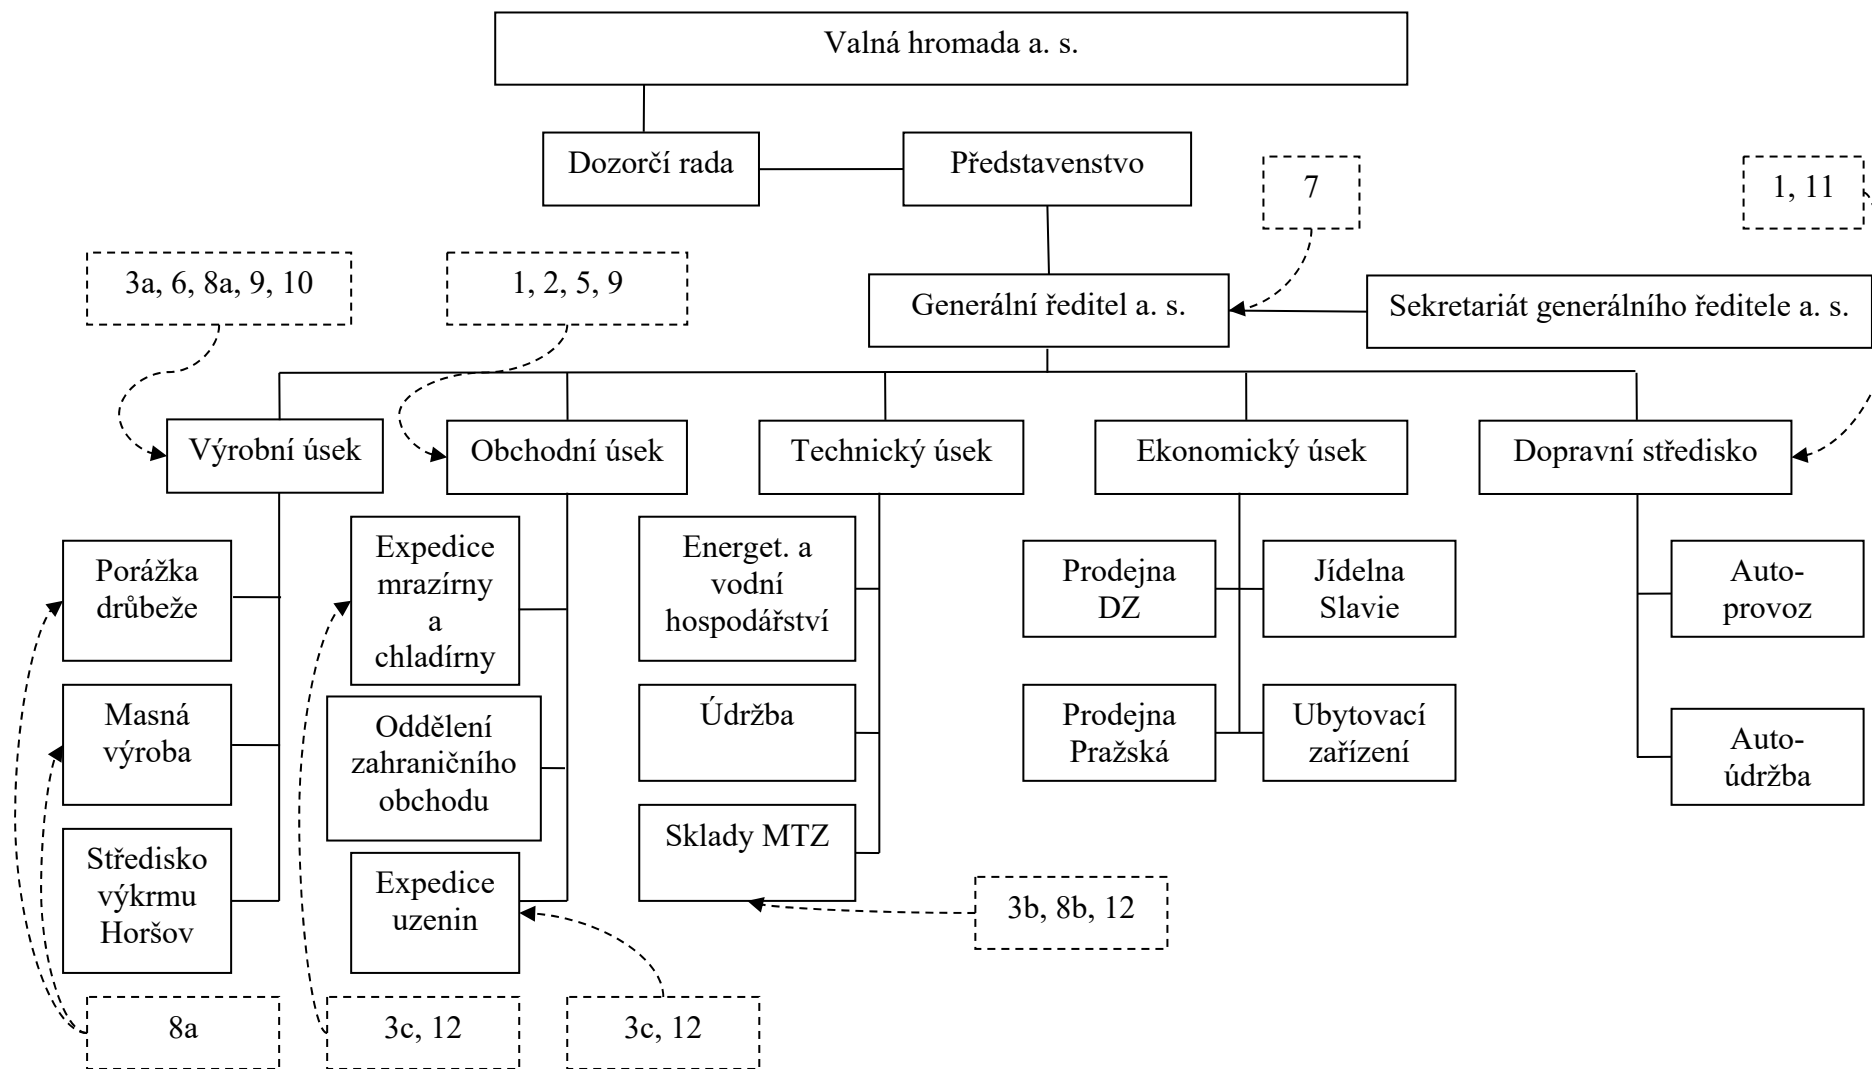 Valná hromada a. s.
Dozorčí rada
Představenstvo
7
1, 11
3a, 6, 8a, 9, 10
1, 2, 5, 9
Generální ředitel a. s.
Sekretariát generálního ředitele a. s.
Výrobní úsek
Obchodní úsek
Technický úsek
Ekonomický úsek
Dopravní středisko
Porážka
drůbeže
Masná
výroba
Středisko
výkrmu
Horšov
Expedice
mrazírny
a
chladírny
Oddělení
zahraničního
obchodu
Expedice
uzenin
Energet. a
vodní
hospodářství
Údržba
Sklady MTZ
Prodejna
DZ
Jídelna
Slavie
Prodejna
Pražská
Ubytovací
zařízení
Auto-
provoz
Auto-
údržba
3b, 8b, 12
8a
3c, 12
3c, 12